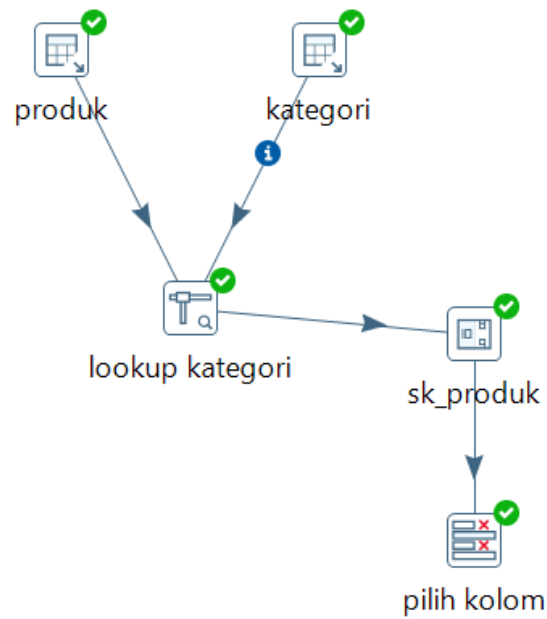 produk
kategori
lookup kategori
sk_produk
pilih kolom